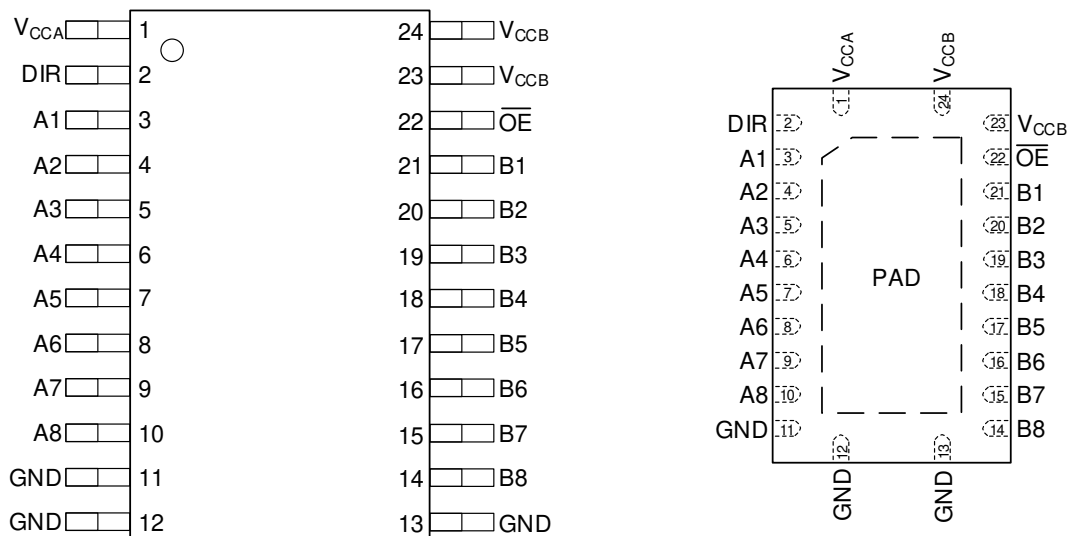 VCCA 1 24 VCCB
DIR 2 23 VCCB
A1 3 22 OE
A2 4 21 B1
A3 5 20 B2
A4 6 19 B3
A5 7 18 B4
A6 8 17 B5
A7 9 16 B6
A8 10 15 B7
GND 11 14 B8
GND 12 13 GND
VCCA VCCB
1 24
DIR 2 23 VCCB
A1 3 22 OE
A2 4 21 B1
A3 5 20 B2
A4 6 19 B3
A5 7 18 B4
A6 8 17 B5
A7 9 16 B6
A8 10 15 B7
GND 11 14 B8
PAD
12 13
GND GND